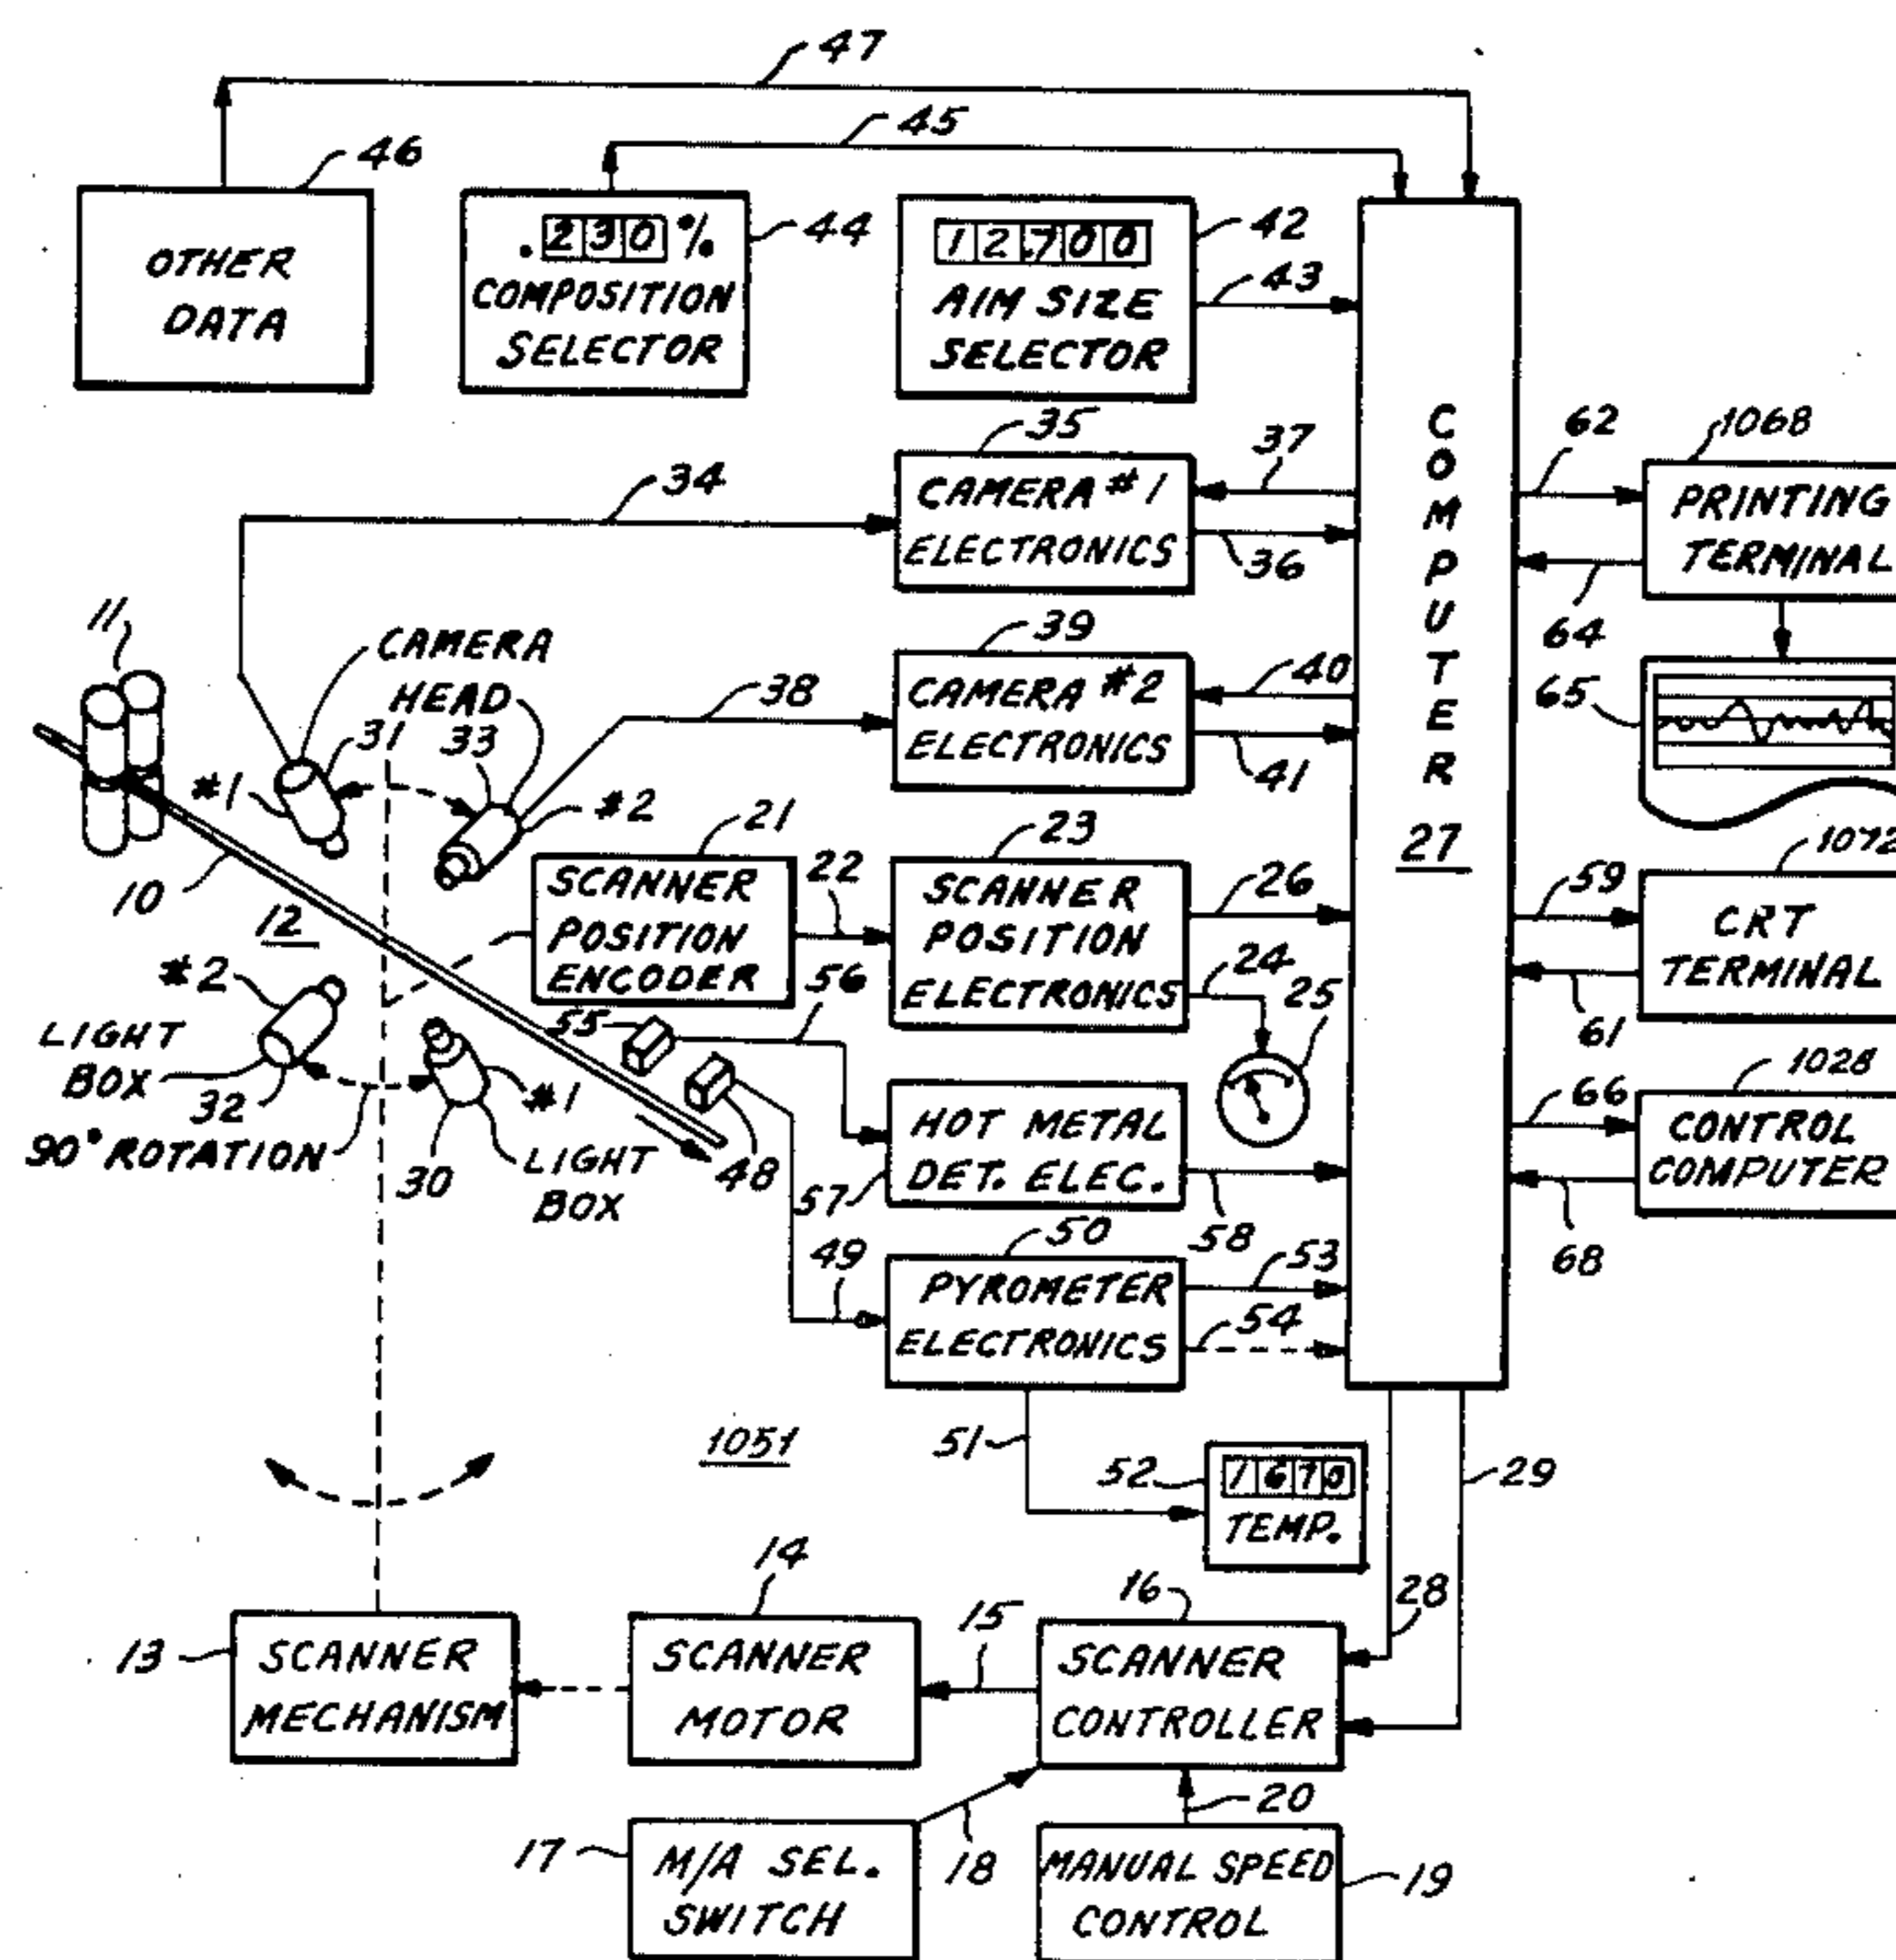 47
45
46
OTHER
DATA
.230%
COMPOSITION
SELECTOR
44
12.700
AIM SIZE
SELECTOR
42
43
COMPUTER
27
35
CAMERA #1
ELECTRONICS
34
37
36
62
1068
PRINTING
TERMINAL
64
65
39
CAMERA #2
ELECTRONICS
38
40
41
11
CAMERA
HEAD
31
33
#1
#2
10
12
21
SCANNER
POSITION
ENCODER
22
23
SCANNER
POSITION
ELECTRONICS
26
24
25
59
1072
CRT
TERMINAL
61
#2
LIGHT
BOX
32
90° ROTATION
30
#1
LIGHT
BOX
55
56
48
57
HOT METAL
DET. ELEC.
58
66
1028
CONTROL
COMPUTER
68
49
50
PYROMETER
ELECTRONICS
53
54
51
1051
52
1670
TEMP.
29
28
13
SCANNER
MECHANISM
14
SCANNER
MOTOR
15
16
SCANNER
CONTROLLER
17
M/A SEL.
SWITCH
18
20
MANUAL SPEED
CONTROL
19